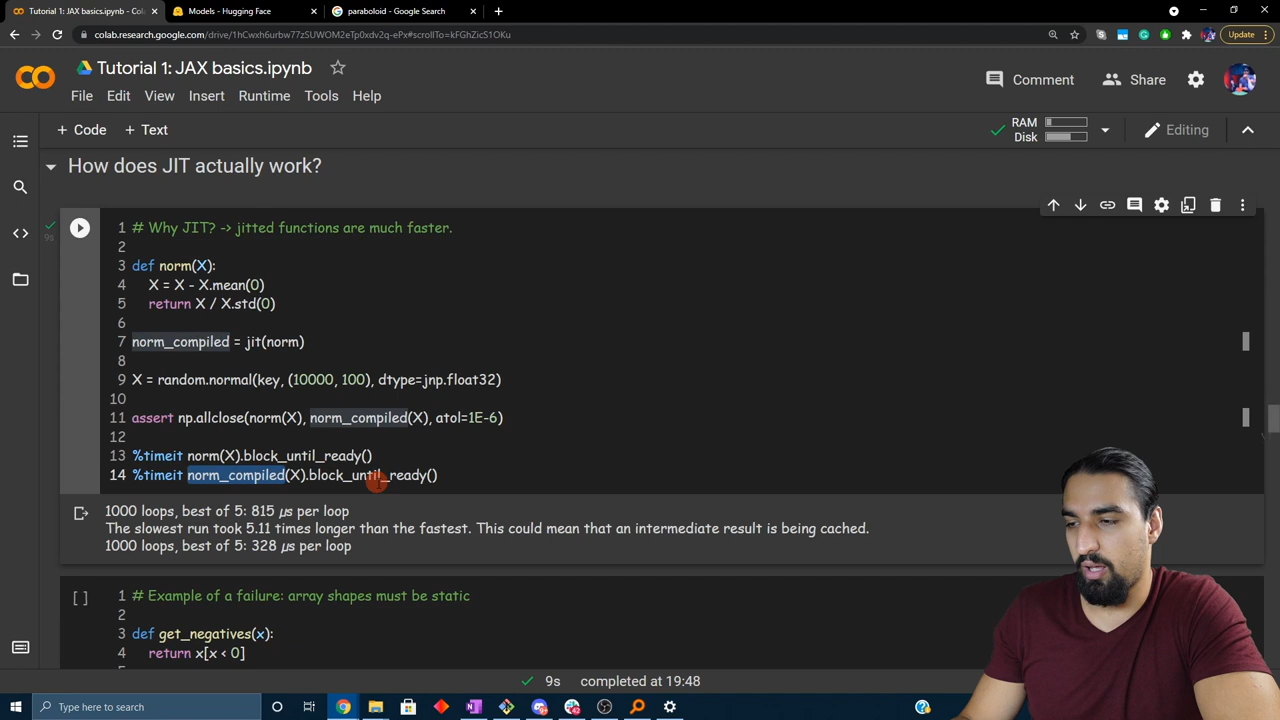 Tutorial 1: JAX basics.ipynb - Col
Models - Hugging Face
paraboloid - Google Search
colab.research.google.com/drive/1hCwxh6urbw77zSUWOM2eTp0xdv2q-ePx#scrollTo=kFGhZicS1OKu
Update
Tutorial 1: JAX basics.ipynb
Comment
Share
File Edit View Insert Runtime Tools Help
+ Code + Text
RAM
Disk
Editing
How does JIT actually work?
9s
1 # Why JIT? -> jitted functions are much faster.
2
3 def norm(X):
4 X = X - X.mean(0)
5 return X / X.std(0)
6
7 norm_compiled = jit(norm)
8
9 X = random.normal(key, (10000, 100), dtype=jnp.float32)
10
11 assert np.allclose(norm(X), norm_compiled(X), atol=1E-6)
12
13 %timeit norm(X).block_until_ready()
14 %timeit norm_compiled(X).block_until_ready()
1000 loops, best of 5: 815 µs per loop
The slowest run took 5.11 times longer than the fastest. This could mean that an intermediate result is being cached.
1000 loops, best of 5: 328 µs per loop
[ ] 1 # Example of a failure: array shapes must be static
2
3 def get_negatives(x):
4 return x[x < 0]
9s completed at 19:48
Type here to search